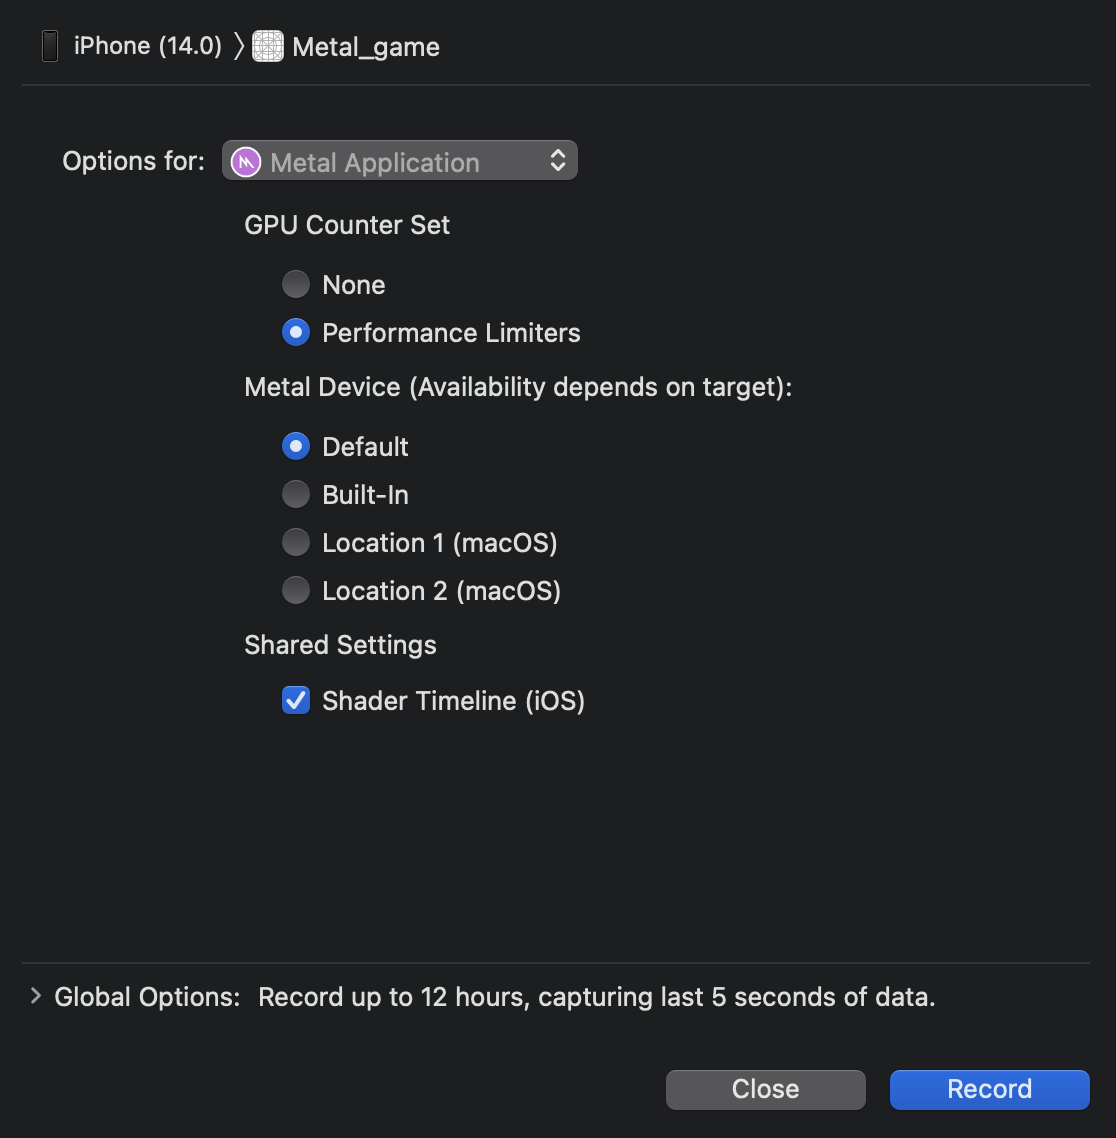 iPhone (14.0) 〉 Metal_game
Options for: Metal Application
GPU Counter Set
None
Performance Limiters
Metal Device (Availability depends on target):
Default
Built-In
Location 1 (macOS)
Location 2 (macOS)
Shared Settings
Shader Timeline (iOS)
Global Options: Record up to 12 hours, capturing last 5 seconds of data.
Close Record